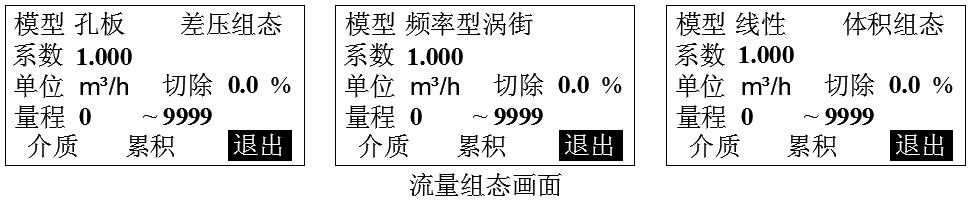 模型 孔板 差压组态
系数 1.000
单位 m³/h 切除 0.0 %
量程 0 ~ 9999
介质 累积 退出
模型 频率型涡街
系数 1.000
单位 m³/h 切除 0.0 %
量程 0 ~ 9999
介质 累积 退出
模型 线性 体积组态
系数 1.000
单位 m³/h 切除 0.0 %
量程 0 ~ 9999
介质 累积 退出
流量组态画面